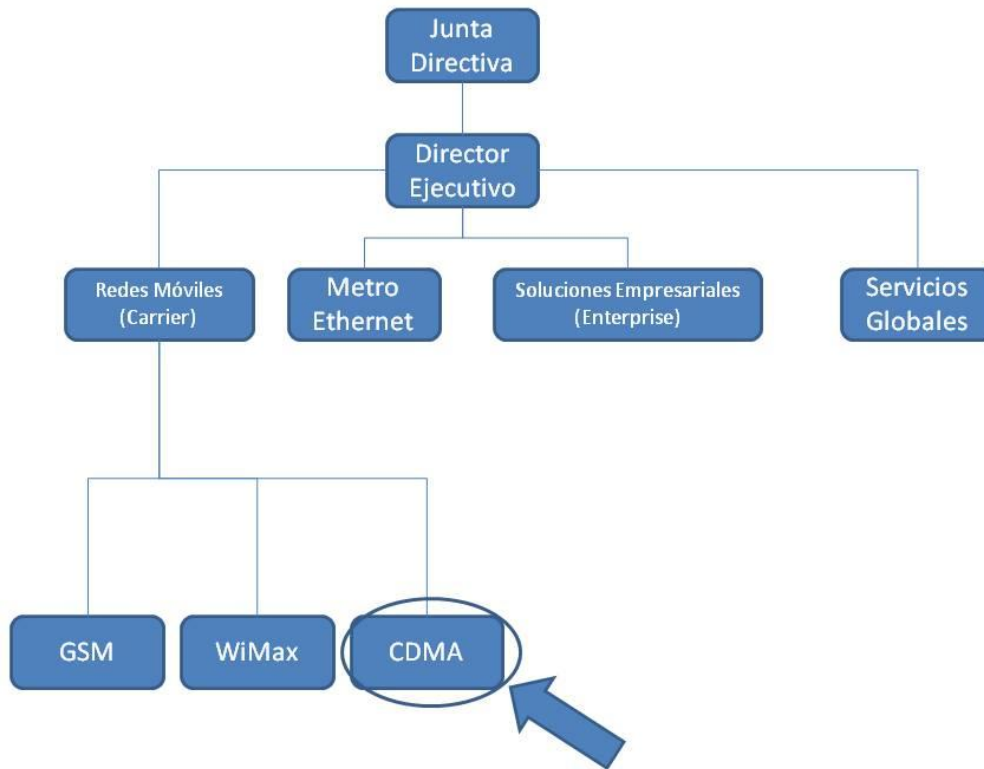 Junta
Directiva
Director
Ejecutivo
Redes Móviles
(Carrier)
Metro
Ethernet
Soluciones Empresariales
(Enterprise)
Servicios
Globales
GSM
WiMax
CDMA